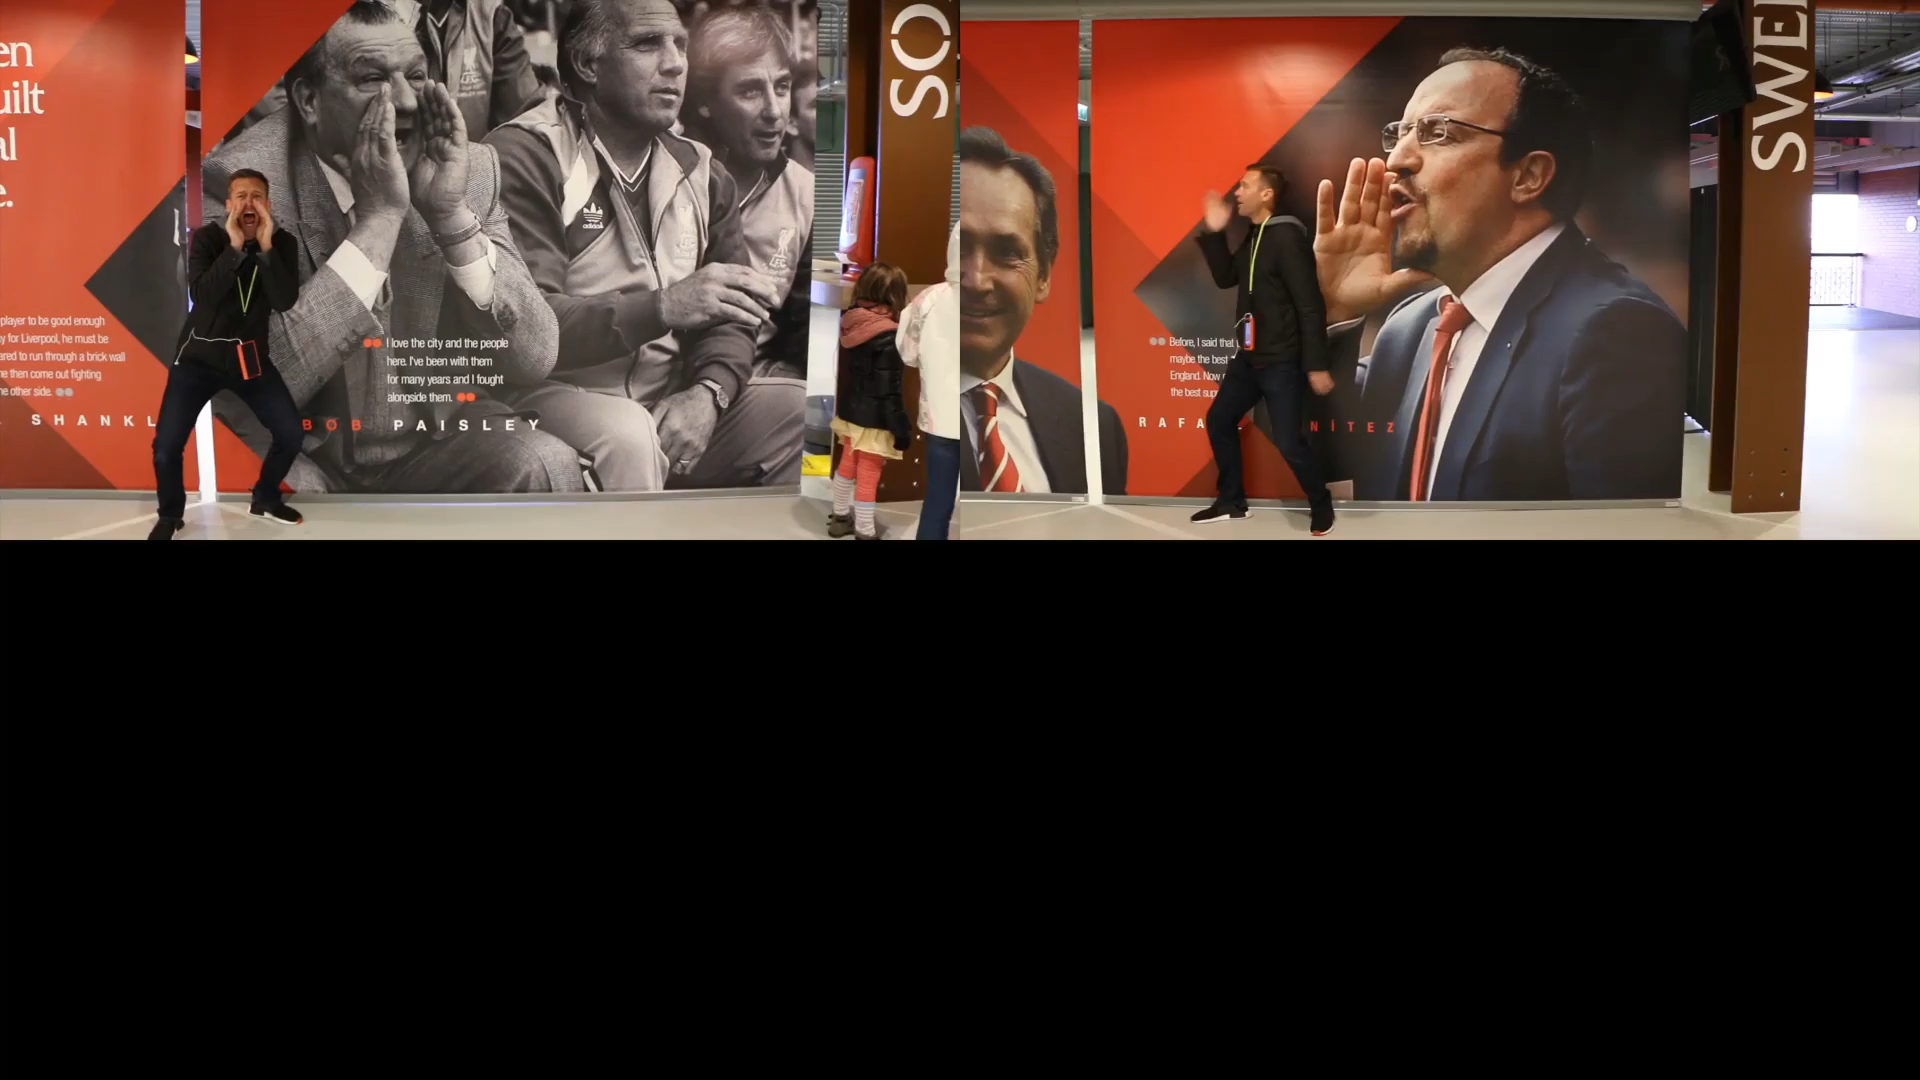 en
uilt
al
e.
player to be good enough
y for Liverpool, he must be
ared to run through a brick wall
e then come out fighting
e other side.
SHANKL
LFC
adidas
LFC
I love the city and the people
here. I've been with them
for many years and I fought
alongside them.
BOB PAISLEY
SO
Before, I said that
maybe the best
England. Now
the best sup
RAFA NÍTEZ
SWE